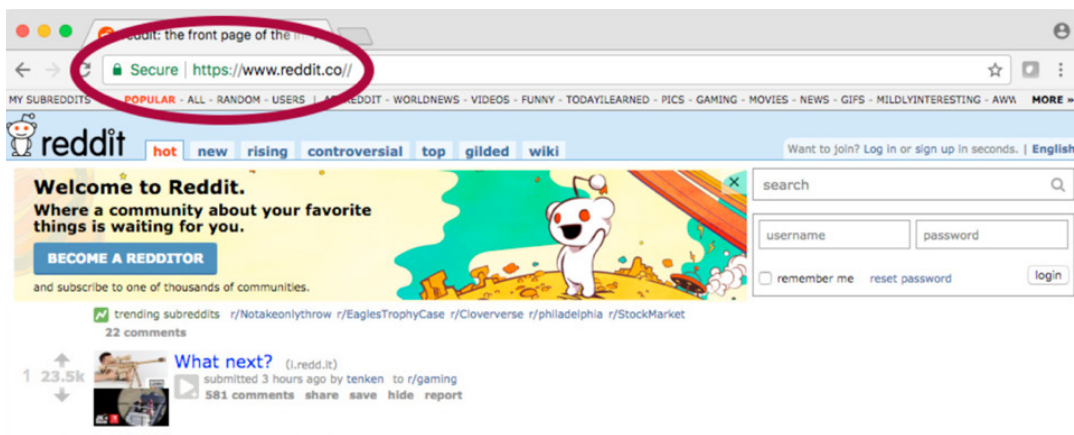 reddit: the front page of the in
Secure | https://www.reddit.co//
MY SUBREDDITS POPULAR - ALL - RANDOM - USERS | ASKREDDIT - WORLDNEWS - VIDEOS - FUNNY - TODAYILEARNED - PICS - GAMING - MOVIES - NEWS - GIFS - MILDLYINTERESTING - AWW MORE »
reddit hot new rising controversial top gilded wiki Want to join? Log in or sign up in seconds. | English
Welcome to Reddit.
Where a community about your favorite
things is waiting for you.
BECOME A REDDITOR
and subscribe to one of thousands of communities.
search
username password
remember me reset password login
trending subreddits r/Notakeonlythrow r/EaglesTrophyCase r/Cloververse r/philadelphia r/StockMarket
22 comments
1 23.5k
What next? (i.redd.it)
submitted 3 hours ago by tenken to r/gaming
581 comments share save hide report